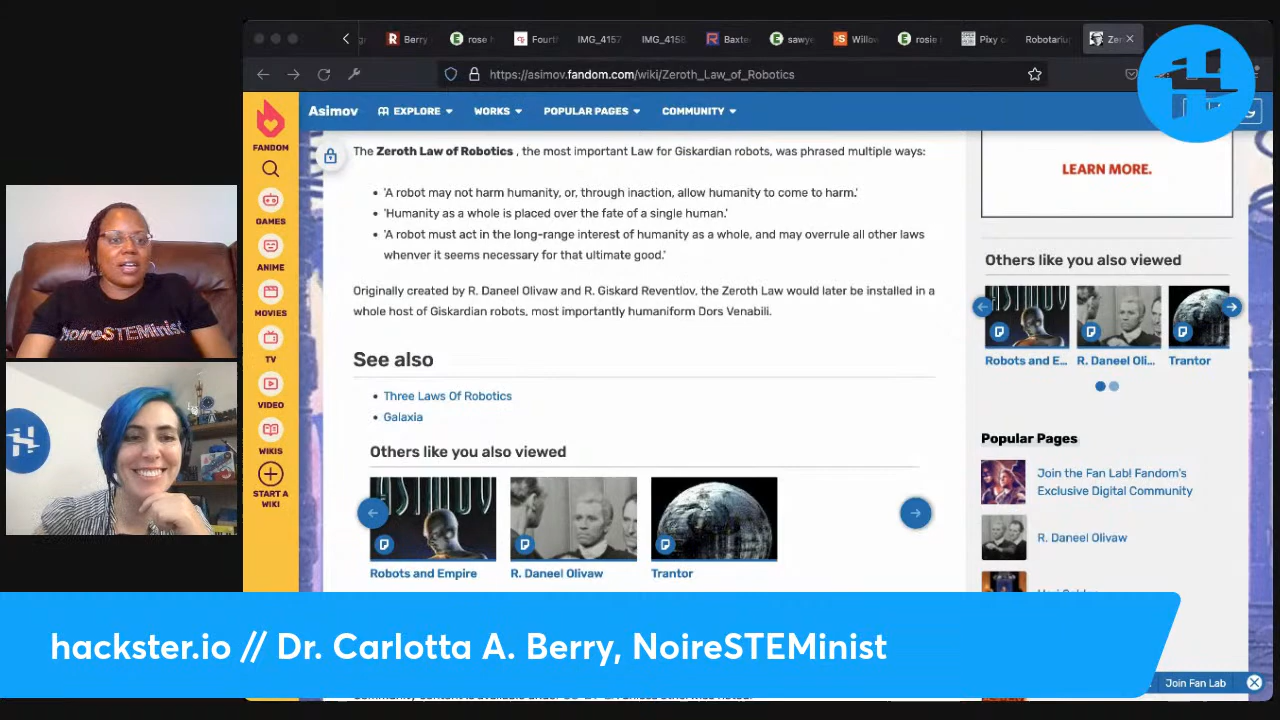 Berry
rose h
Fourth
IMG_4157
IMG_4158
Baxte
sawye
Willow
rosie
Pixy c
Robotariu
Zer
https://asimov.fandom.com/wiki/Zeroth_Law_of_Robotics
Asimov
EXPLORE
WORKS
POPULAR PAGES
COMMUNITY
FANDOM
GAMES
ANIME
MOVIES
TV
VIDEO
WIKIS
START A
WIKI
The Zeroth Law of Robotics , the most important Law for Giskardian robots, was phrased multiple ways:
'A robot may not harm humanity, or, through inaction, allow humanity to come to harm.'
'Humanity as a whole is placed over the fate of a single human.'
'A robot must act in the long-range interest of humanity as a whole, and may overrule all other laws
whenver it seems necessary for that ultimate good.'
Originally created by R. Daneel Olivaw and R. Giskard Reventlov, the Zeroth Law would later be installed in a
whole host of Giskardian robots, most importantly humaniform Dors Venabili.
See also
Three Laws Of Robotics
Galaxia
Others like you also viewed
Robots and Empire
R. Daneel Olivaw
Trantor
LEARN MORE.
Others like you also viewed
Robots and E...
R. Daneel Oli...
Trantor
Popular Pages
Join the Fan Lab! Fandom's
Exclusive Digital Community
R. Daneel Olivaw
Join Fan Lab
NoireSTEMinist
hackster.io // Dr. Carlotta A. Berry, NoireSTEMinist